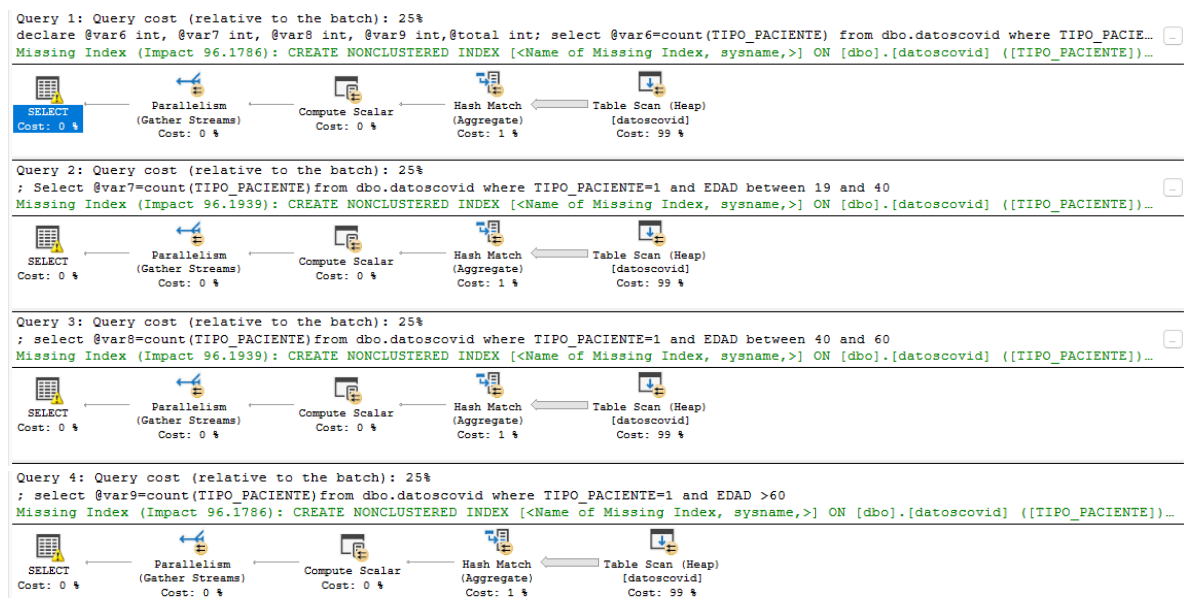 Query 1: Query cost (relative to the batch): 25%
declare @var6 int, @var7 int, @var8 int, @var9 int,@total int; select @var6=count(TIPO_PACIENTE) from dbo.datoscovid where TIPO_PACIE…
Missing Index (Impact 96.1786): CREATE NONCLUSTERED INDEX [<Name of Missing Index, sysname,>] ON [dbo].[datoscovid] ([TIPO_PACIENTE])…
SELECT
Cost: 0 %
Parallelism
(Gather Streams)
Cost: 0 %
Compute Scalar
Cost: 0 %
Hash Match
(Aggregate)
Cost: 1 %
Table Scan (Heap)
[datoscovid]
Cost: 99 %
Query 2: Query cost (relative to the batch): 25%
; Select @var7=count(TIPO_PACIENTE)from dbo.datoscovid where TIPO_PACIENTE=1 and EDAD between 19 and 40
Missing Index (Impact 96.1939): CREATE NONCLUSTERED INDEX [<Name of Missing Index, sysname,>] ON [dbo].[datoscovid] ([TIPO_PACIENTE])…
SELECT
Cost: 0 %
Parallelism
(Gather Streams)
Cost: 0 %
Compute Scalar
Cost: 0 %
Hash Match
(Aggregate)
Cost: 1 %
Table Scan (Heap)
[datoscovid]
Cost: 99 %
Query 3: Query cost (relative to the batch): 25%
; select @var8=count(TIPO_PACIENTE)from dbo.datoscovid where TIPO_PACIENTE=1 and EDAD between 40 and 60
Missing Index (Impact 96.1939): CREATE NONCLUSTERED INDEX [<Name of Missing Index, sysname,>] ON [dbo].[datoscovid] ([TIPO_PACIENTE])…
SELECT
Cost: 0 %
Parallelism
(Gather Streams)
Cost: 0 %
Compute Scalar
Cost: 0 %
Hash Match
(Aggregate)
Cost: 1 %
Table Scan (Heap)
[datoscovid]
Cost: 99 %
Query 4: Query cost (relative to the batch): 25%
; select @var9=count(TIPO_PACIENTE)from dbo.datoscovid where TIPO_PACIENTE=1 and EDAD >60
Missing Index (Impact 96.1786): CREATE NONCLUSTERED INDEX [<Name of Missing Index, sysname,>] ON [dbo].[datoscovid] ([TIPO_PACIENTE])…
SELECT
Cost: 0 %
Parallelism
(Gather Streams)
Cost: 0 %
Compute Scalar
Cost: 0 %
Hash Match
(Aggregate)
Cost: 1 %
Table Scan (Heap)
[datoscovid]
Cost: 99 %